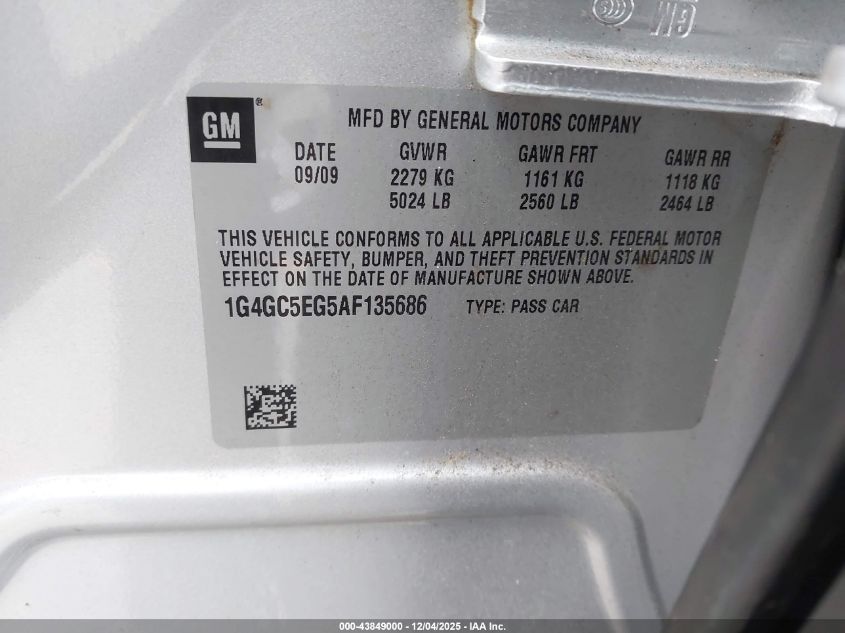 GM
GM®
MFD BY GENERAL MOTORS COMPANY
DATE GVWR GAWR FRT GAWR RR
09/09 2279 KG 1161 KG 1118 KG
5024 LB 2560 LB 2464 LB
THIS VEHICLE CONFORMS TO ALL APPLICABLE U.S. FEDERAL MOTOR
VEHICLE SAFETY, BUMPER, AND THEFT PREVENTION STANDARDS IN
EFFECT ON THE DATE OF MANUFACTURE SHOWN ABOVE.
1G4GC5EG5AF135686 TYPE: PASS CAR
000-43849000 - 12/04/2025 - IAA Inc.